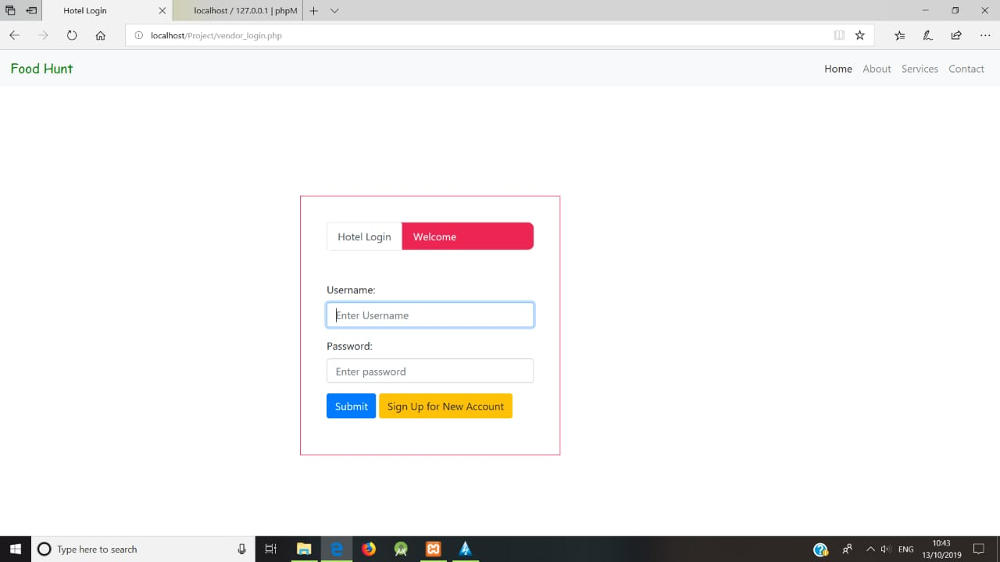 Hotel Login
localhost / 127.0.0.1 | phpM
localhost/Project/vendor_login.php
Food Hunt
Home About Services Contact
Hotel Login Welcome
Username:
Enter Username
Password:
Enter password
Submit Sign Up for New Account
Type here to search
ENG
10:43
13/10/2019